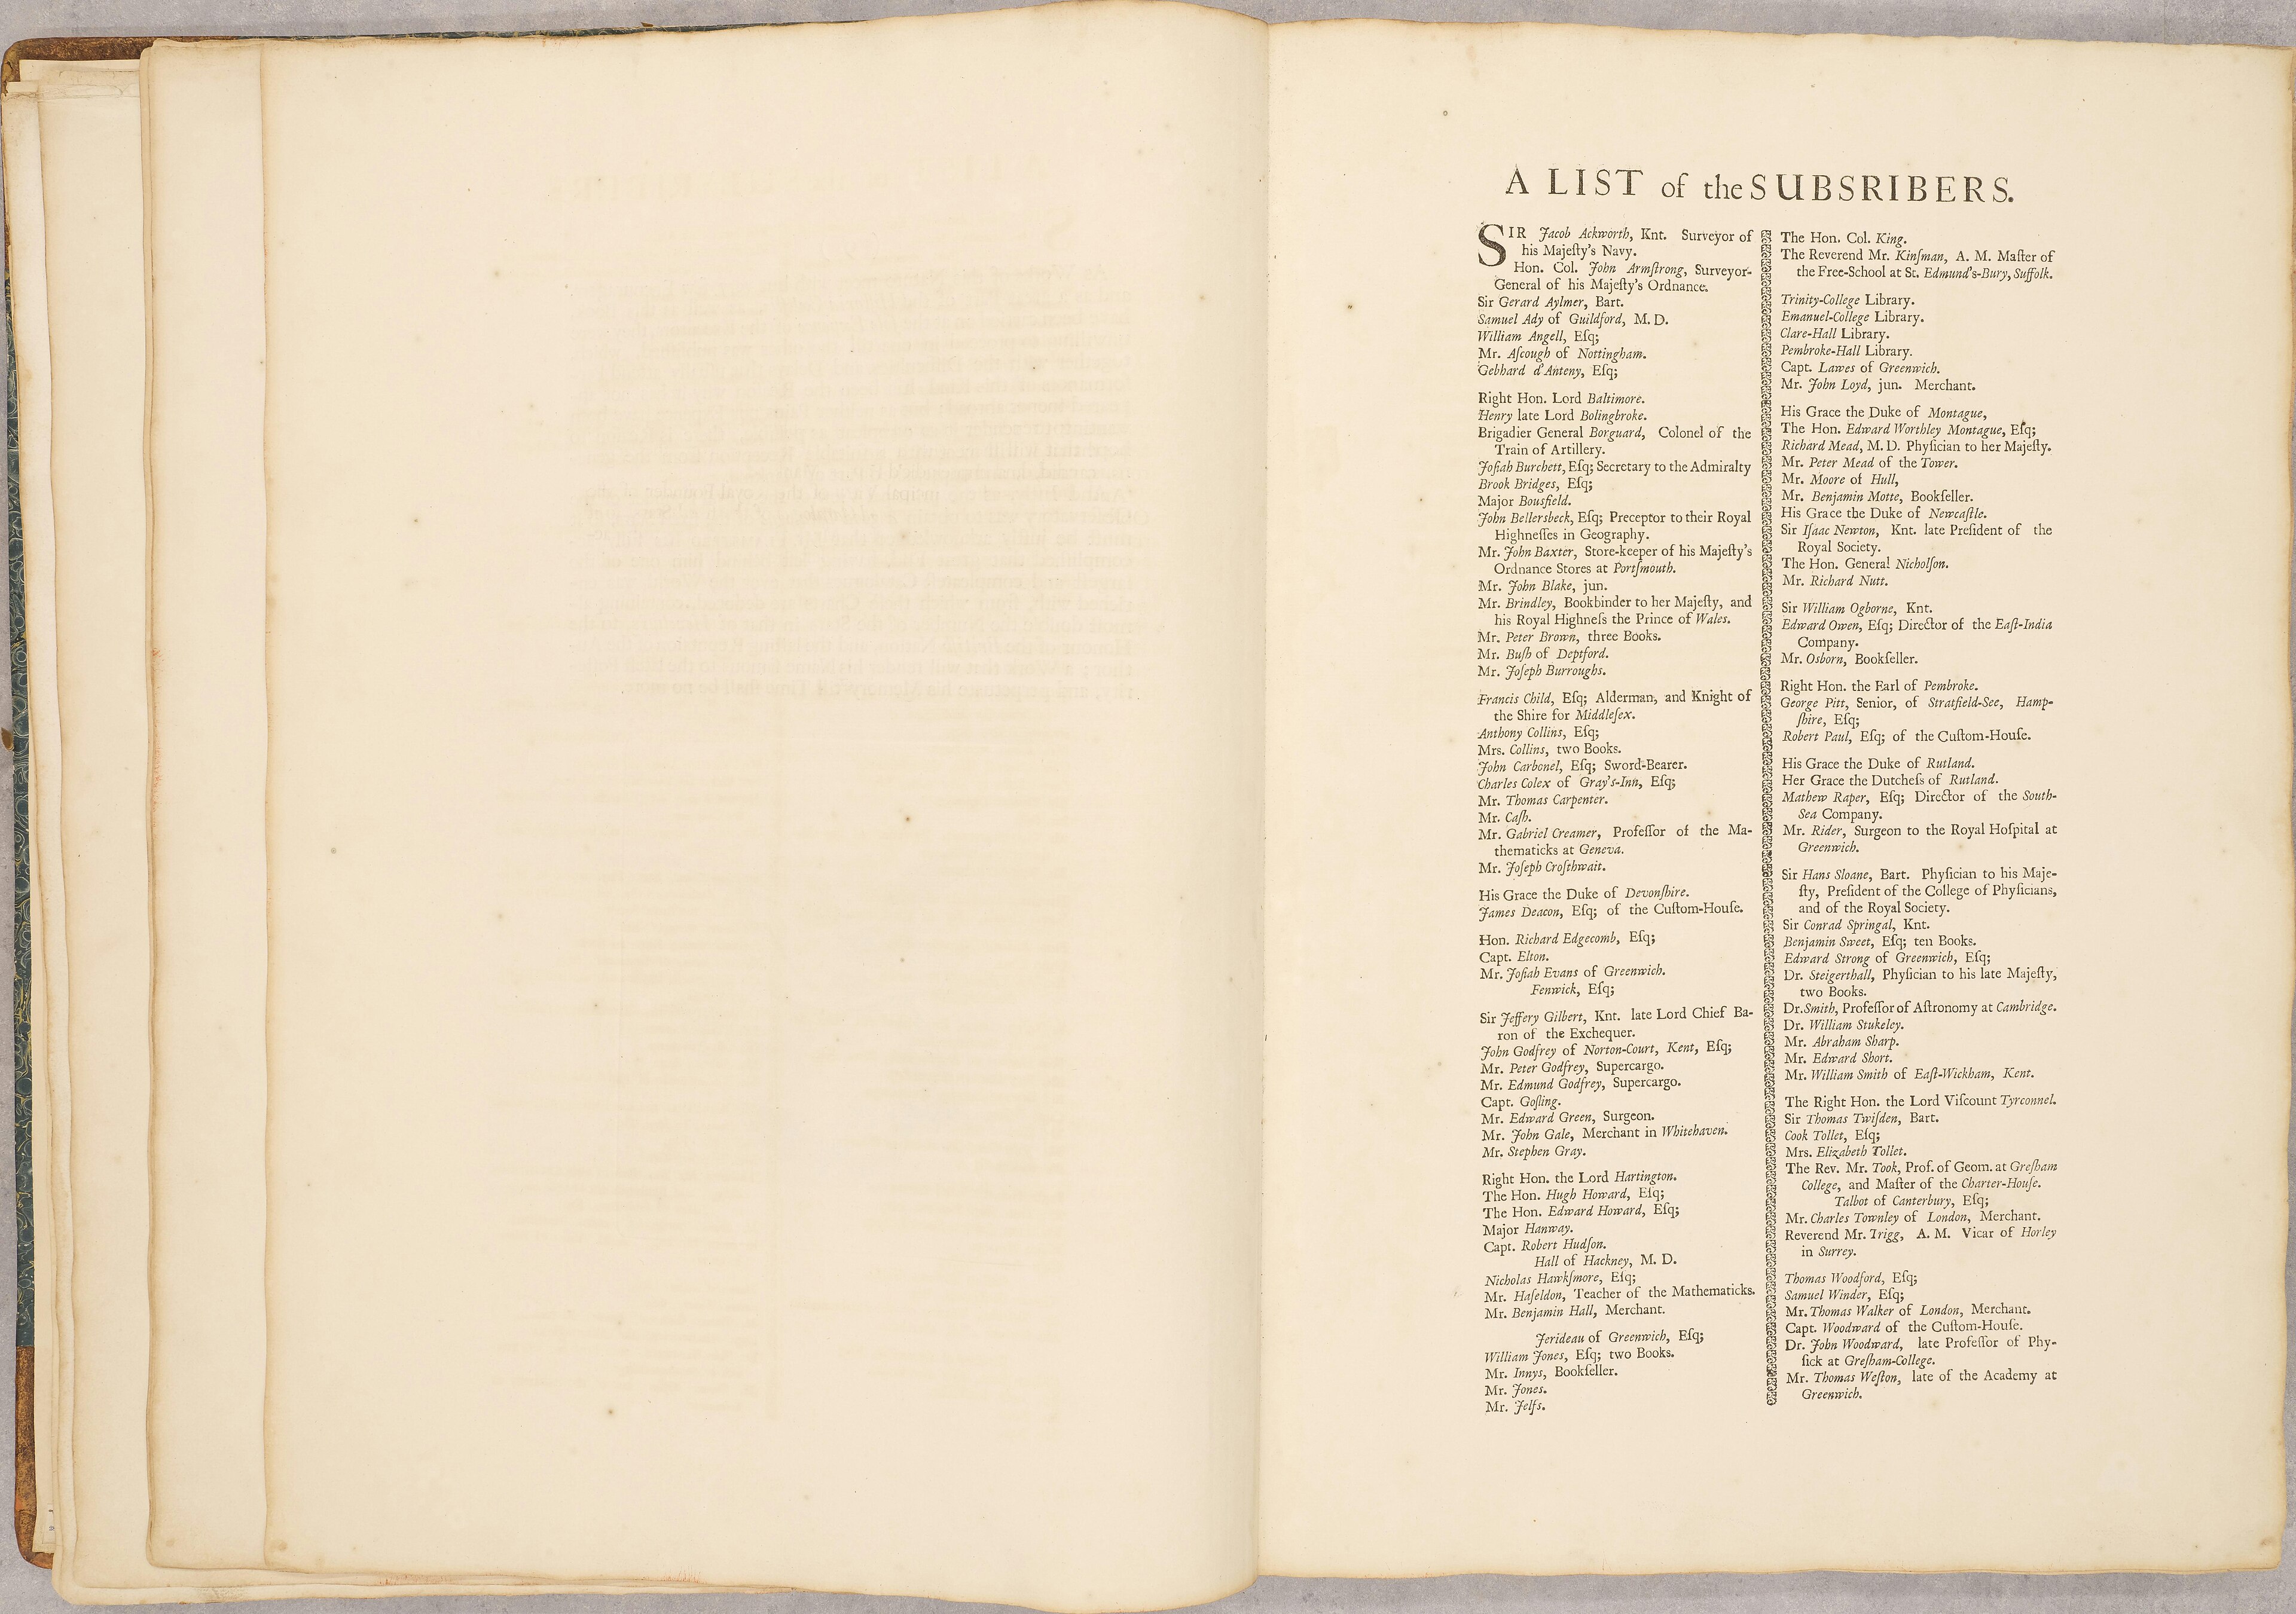 A LIST of the SUBSRIBERS.
SIR Jacob Ackworth, Knt. Surveyor of
his Majeſty's Navy.
Hon. Col. John Armſtrong, Surveyor-
General of his Majeſty's Ordnance.
Sir Gerard Aylmer, Bart.
Samuel Ady of Guildford, M. D.
William Angell, Eſq;
Mr. Aſcough of Nottingham.
Gebhard d'Anteny, Eſq;
Right Hon. Lord Baltimore.
Henry late Lord Bolingbroke.
Brigadier General Borguard, Colonel of the
Train of Artillery.
Joſiah Burchett, Eſq; Secretary to the Admiralty
Brook Bridges, Eſq;
Major Bousfield.
John Bellersbeck, Eſq; Preceptor to their Royal
Highneſſes in Geography.
Mr. John Baxter, Store-keeper of his Majeſty's
Ordnance Stores at Portſmouth.
Mr. John Blake, jun.
Mr. Brindley, Bookbinder to her Majeſty, and
his Royal Highneſs the Prince of Wales.
Mr. Peter Brown, three Books.
Mr. Buſh of Deptford.
Mr. Joſeph Burroughs.
Francis Child, Eſq; Alderman, and Knight of
the Shire for Middleſex.
Anthony Collins, Eſq;
Mrs. Collins, two Books.
John Carbonel, Eſq; Sword-Bearer.
Charles Colex of Gray's-Inn, Eſq;
Mr. Thomas Carpenter.
Mr. Caſh.
Mr. Gabriel Creamer, Profeſſor of the Ma-
thematicks at Geneva.
Mr. Joſeph Croſthwait.
His Grace the Duke of Devonſhire.
James Deacon, Eſq; of the Cuſtom-Houſe.
Hon. Richard Edgecomb, Eſq;
Capt. Elton.
Mr. Joſiah Evans of Greenwich.
Fenwick, Eſq;
Sir Jeffery Gilbert, Knt. late Lord Chief Ba-
ron of the Exchequer.
John Godfrey of Norton-Court, Kent, Eſq;
Mr. Peter Godfrey, Supercargo.
Mr. Edmund Godfrey, Supercargo.
Capt. Goſling.
Mr. Edward Green, Surgeon.
Mr. John Gale, Merchant in Whitehaven.
Mr. Stephen Gray.
Right Hon. the Lord Hartington.
The Hon. Hugh Howard, Eſq;
The Hon. Edward Howard, Eſq;
Major Hanway.
Capt. Robert Hudſon.
Hall of Hackney, M. D.
Nicholas Hawkſmore, Eſq;
Mr. Haſeldon, Teacher of the Mathematicks.
Mr. Benjamin Hall, Merchant.
Jerideau of Greenwich, Eſq;
William Jones, Eſq; two Books.
Mr. Innys, Bookſeller.
Mr. Jones.
Mr. Jelfs.
The Hon. Col. King.
The Reverend Mr. Kinſman, A. M. Maſter of
the Free-School at St. Edmund's-Bury, Suffolk.
Trinity-College Library.
Emanuel-College Library.
Clare-Hall Library.
Pembroke-Hall Library.
Capt. Lawes of Greenwich.
Mr. John Loyd, jun. Merchant.
His Grace the Duke of Montague,
The Hon. Edward Worthley Montague, Eſq;
Richard Mead, M. D. Phyſician to her Majeſty.
Mr. Peter Mead of the Tower.
Mr. Moore of Hull,
Mr. Benjamin Motte, Bookſeller.
His Grace the Duke of Newcaſtle.
Sir Iſaac Newton, Knt. late Preſident of the
Royal Society.
The Hon. General Nicholſon.
Mr. Richard Nutt.
Sir William Ogborne, Knt.
Edward Owen, Eſq; Director of the Eaſt-India
Company.
Mr. Osborn, Bookſeller.
Right Hon. the Earl of Pembroke.
George Pitt, Senior, of Stratfield-See, Hamp-
ſhire, Eſq;
Robert Paul, Eſq; of the Cuſtom-Houſe.
His Grace the Duke of Rutland.
Her Grace the Dutcheſs of Rutland.
Mathew Raper, Eſq; Director of the South-
Sea Company.
Mr. Rider, Surgeon to the Royal Hoſpital at
Greenwich.
Sir Hans Sloane, Bart. Phyſician to his Maje-
ſty, Preſident of the College of Phyſicians,
and of the Royal Society.
Sir Conrad Springal, Knt.
Benjamin Sweet, Eſq; ten Books.
Edward Strong of Greenwich, Eſq;
Dr. Steigerthall, Phyſician to his late Majeſty,
two Books.
Dr. Smith, Profeſſor of Aſtronomy at Cambridge.
Dr. William Stukeley.
Mr. Abraham Sharp.
Mr. Edward Short.
Mr. William Smith of Eaſt-Wickham, Kent.
The Right Hon. the Lord Viſcount Tyrconnel.
Sir Thomas Twiſden, Bart.
Cook Tollet, Eſq;
Mrs. Elizabeth Tollet.
The Rev. Mr. Took, Prof. of Geom. at Greſham
College, and Maſter of the Charter-Houſe.
Talbot of Canterbury, Eſq;
Mr. Charles Townley of London, Merchant.
Reverend Mr. Trigg, A. M. Vicar of Horley
in Surrey.
Thomas Woodford, Eſq;
Samuel Winder, Eſq;
Mr. Thomas Walker of London, Merchant.
Capt. Woodward of the Cuſtom-Houſe.
Dr. John Woodward, late Profeſſor of Phy-
ſick at Greſham-College.
Mr. Thomas Weſton, late of the Academy at
Greenwich.